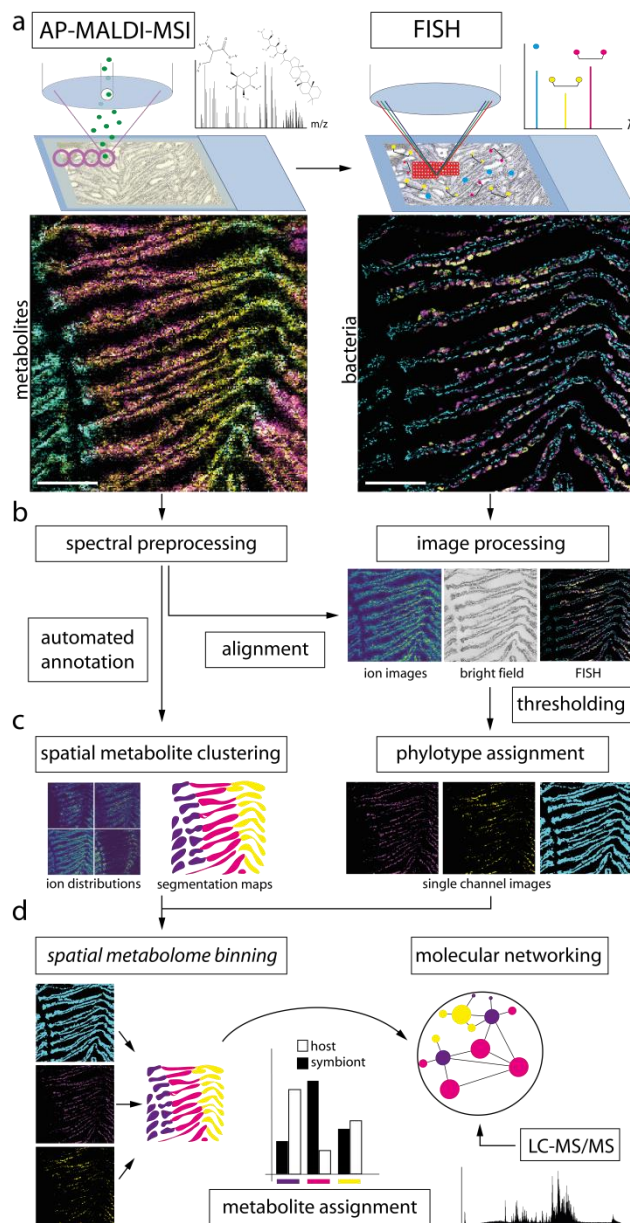 a
AP-MALDI-MSI
FISH
m/z
metabolites
bacteria
b
spectral preprocessing
image processing
automated
annotation
alignment
ion images
bright field
FISH
thresholding
c
spatial metabolite clustering
phylotype assignment
ion distributions
segmentation maps
single channel images
d
spatial metabolome binning
molecular networking
host
symbiont
LC-MS/MS
metabolite assignment